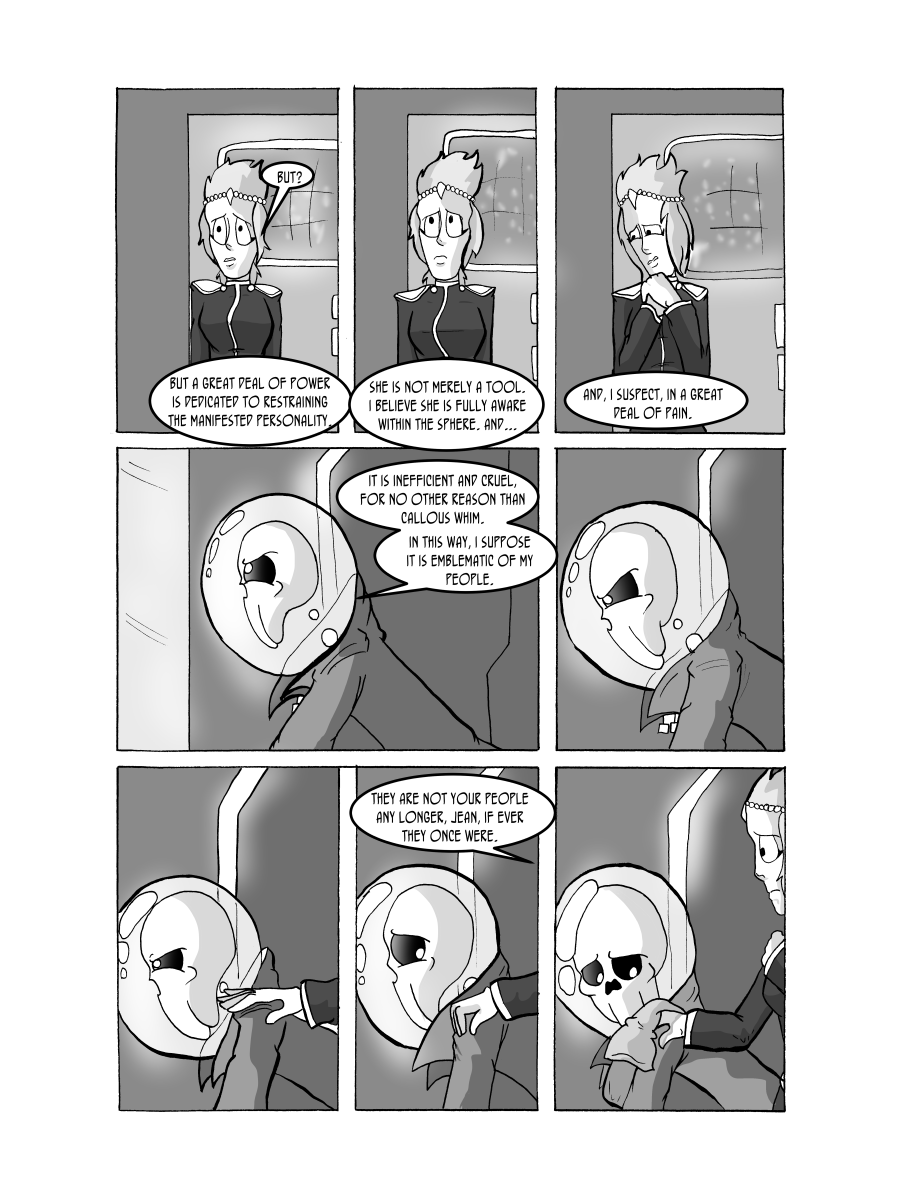 BUT?
BUT A GREAT DEAL OF POWER
IS DEDICATED TO RESTRAINING
THE MANIFESTED PERSONALITY.
SHE IS NOT MERELY A TOOL.
I BELIEVE SHE IS FULLY AWARE
WITHIN THE SPHERE. AND...
AND, I SUSPECT, IN A GREAT
DEAL OF PAIN.
IT IS INEFFICIENT AND CRUEL,
FOR NO OTHER REASON THAN
CALLOUS WHIM.
IN THIS WAY, I SUPPOSE
IT IS EMBLEMATIC OF MY
PEOPLE.
THEY ARE NOT YOUR PEOPLE
ANY LONGER, JEAN, IF EVER
THEY ONCE WERE.